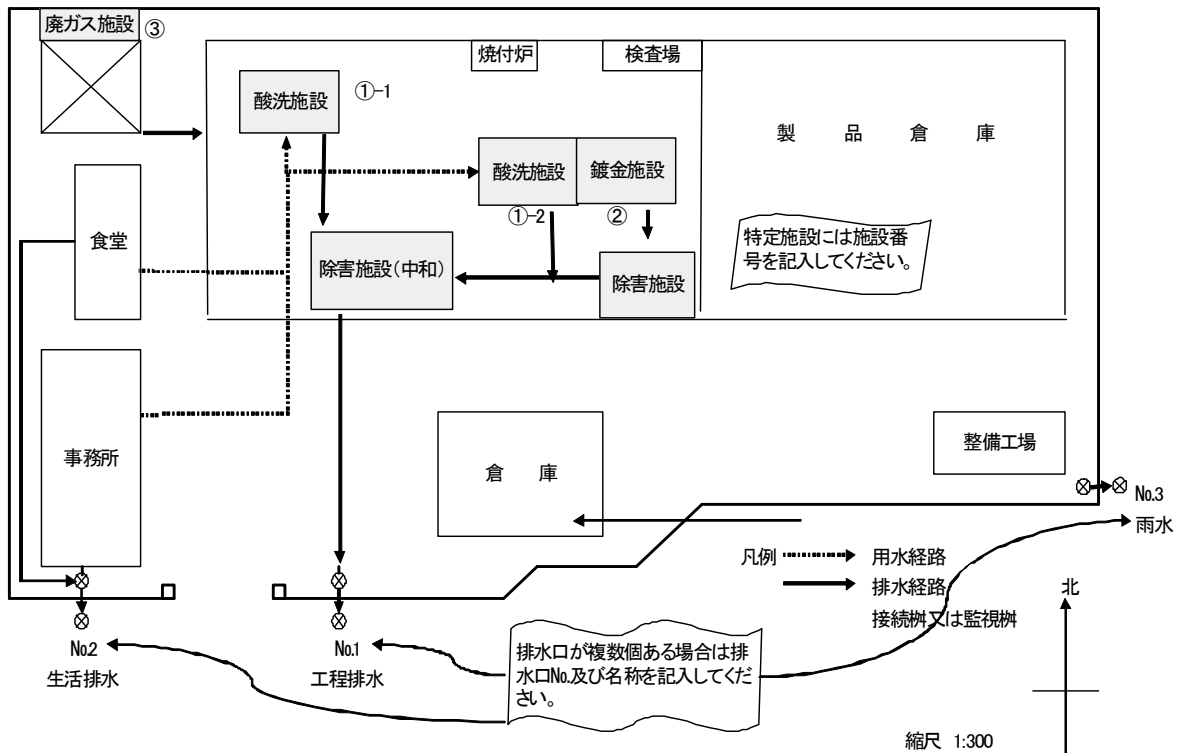 廃ガス施設 ③
焼付炉
検査場
酸洗施設 ①-1
製品倉庫
酸洗施設
鍍金施設
①-2
②
食堂
特定施設には施設番
号を記入してください。
除害施設(中和)
除害施設
事務所
倉庫
整備工場
No.3
雨水
凡例
用水経路
排水経路
接続桝又は監視桝
北
No.2
生活排水
No.1
工程排水
排水口が複数個ある場合は排
水口No.及び名称を記入してくだ
さい。
縮尺 1:300